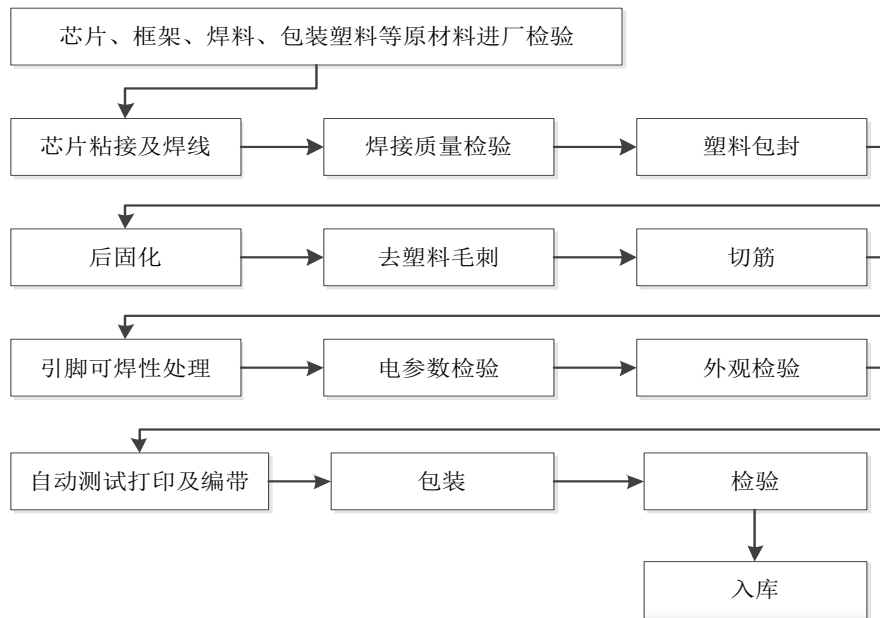 芯片、框架、焊料、包装塑料等原材料进厂检验
芯片粘接及焊线
焊接质量检验
塑料包封
后固化
去塑料毛刺
切筋
引脚可焊性处理
电参数检验
外观检验
自动测试打印及编带
包装
检验
入库